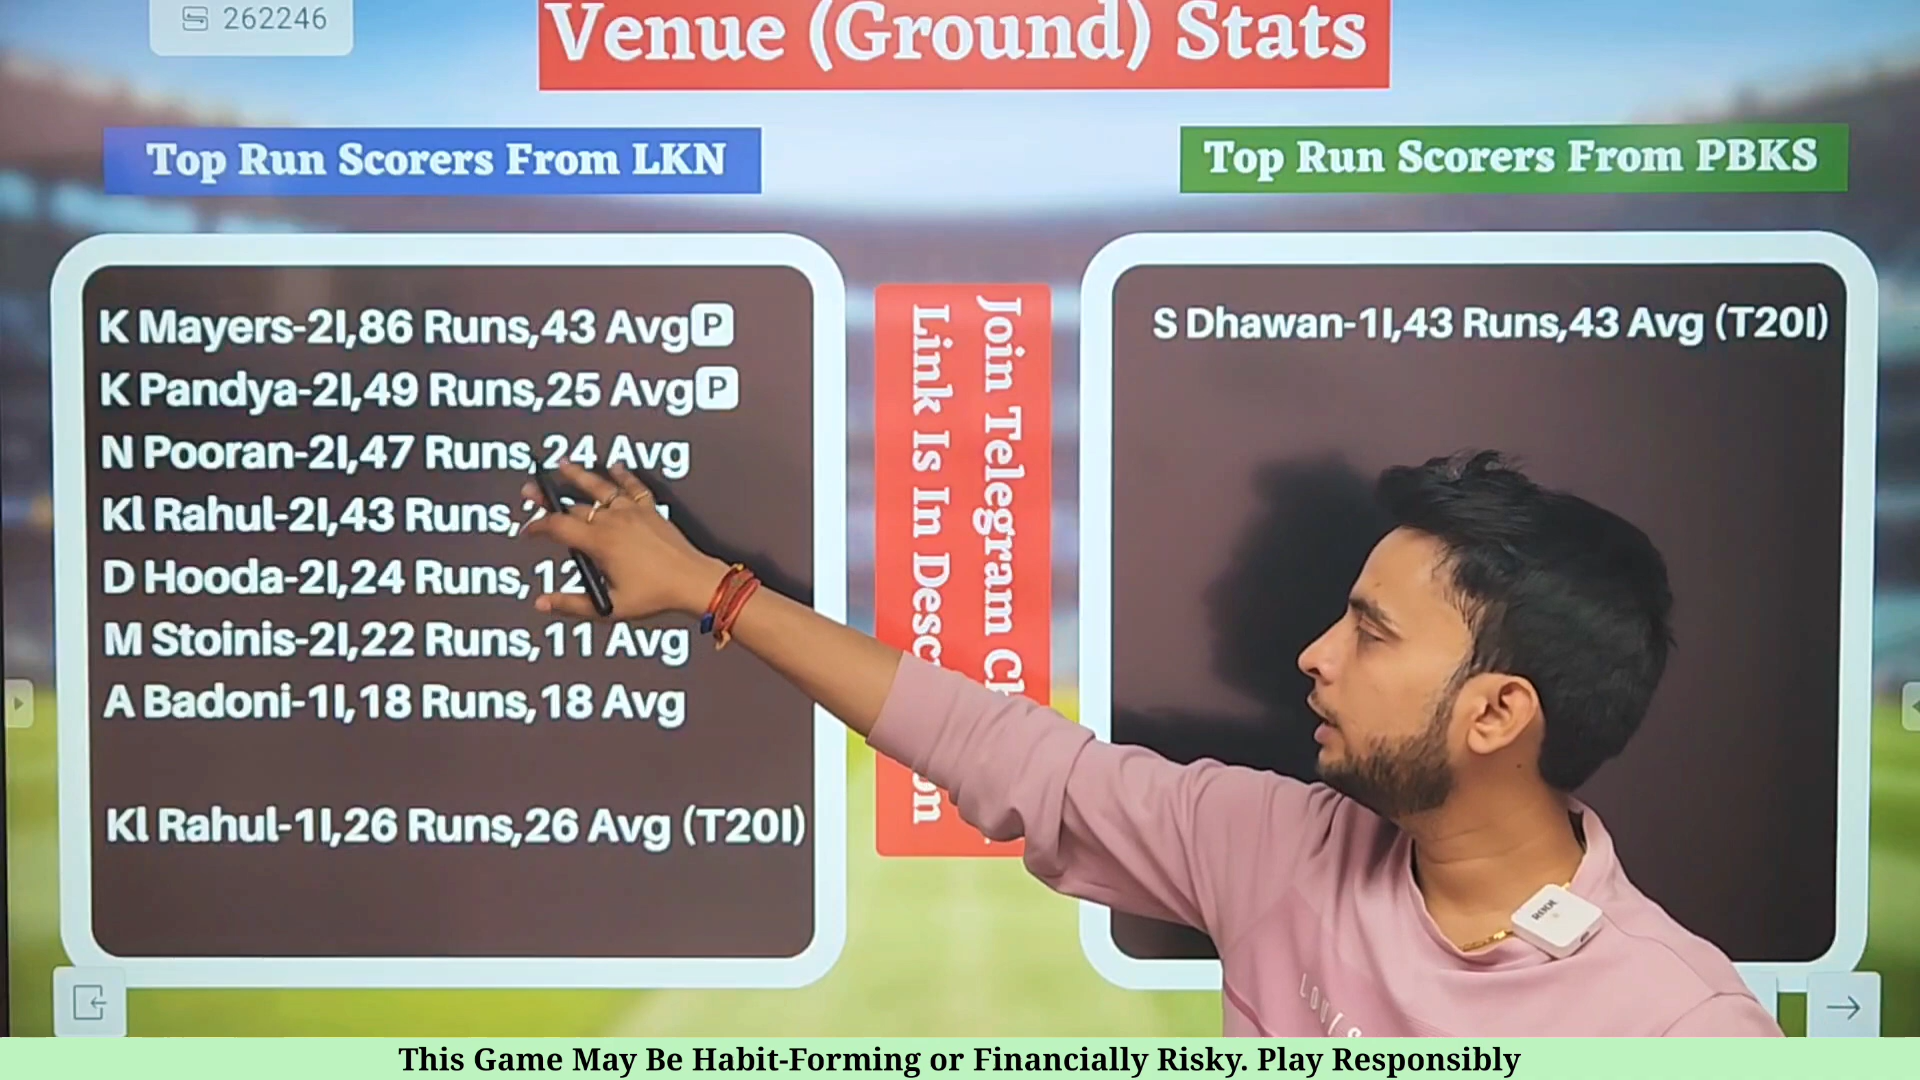 262246
Venue (Ground) Stats
Top Run Scorers From LKN
K Mayers-2I,86 Runs,43 Avg P
K Pandya-2I,49 Runs,25 Avg P
N Pooran-2I,47 Runs,24 Avg
Kl Rahul-2I,43 Runs,
D Hooda-2I,24 Runs,12
M Stoinis-2I,22 Runs,11 Avg
A Badoni-1I,18 Runs,18 Avg
Kl Rahul-1I,26 Runs,26 Avg (T20I)
Join Telegram
Link Is In
Top Run Scorers From PBKS
S Dhawan-1I,43 Runs,43 Avg (T20I)
RODE
This Game May Be Habit-Forming or Financially Risky. Play Responsibly